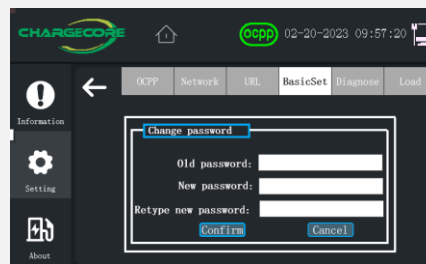 CHARGECORE
ocpp 02-20-2023 09:57:20
OCPP Network URL BasicSet Diagnose Load
Information
Setting
About
Change password
Old password:
New password:
Retype new password:
Confirm Cancel